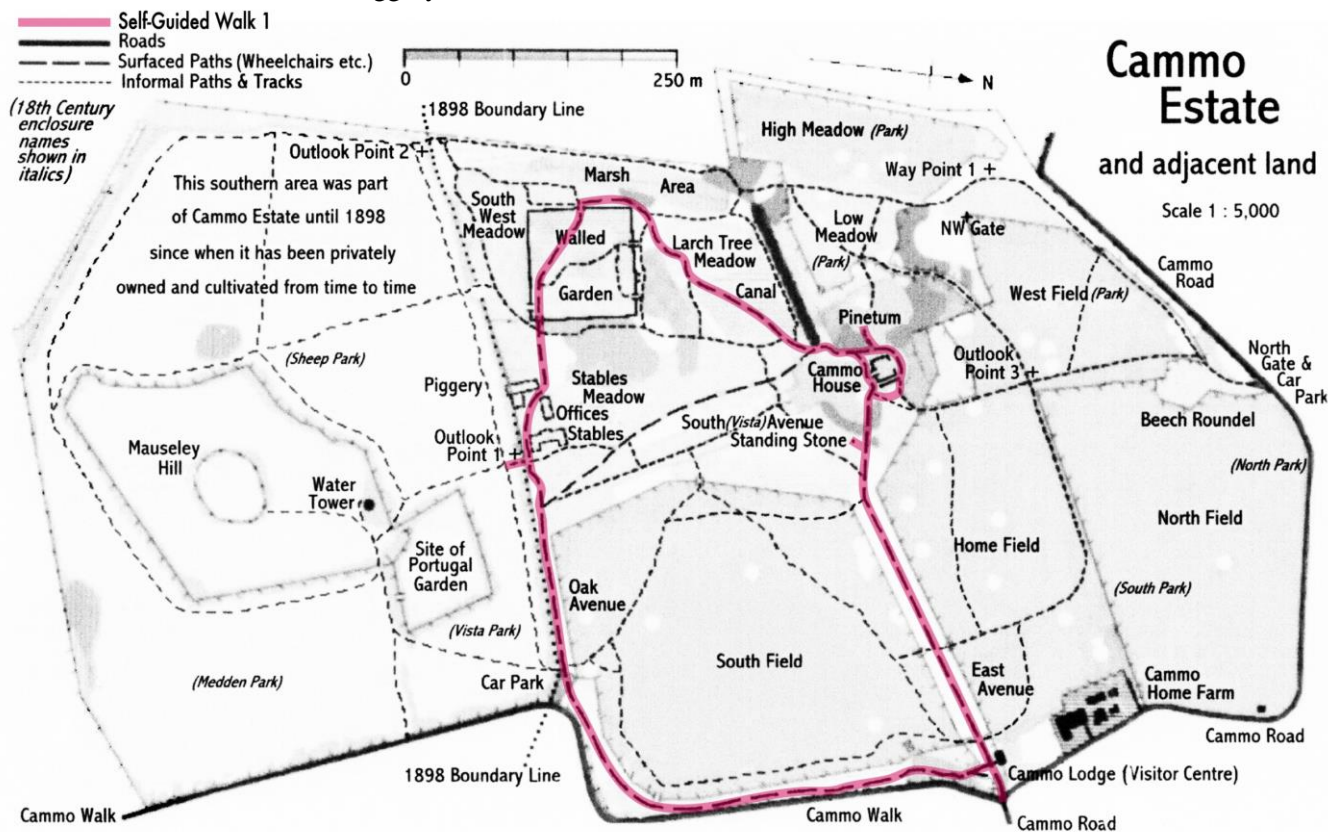 Self-Guided Walk 1
Roads
Surfaced Paths (Wheelchairs etc.)
Informal Paths & Tracks
(18th Century
enclosure
names
shown in
italics)
0
250 m
N
Cammo
Estate
and adjacent land
Scale 1 : 5,000
1898 Boundary Line
Outlook Point 2
This southern area was part
of Cammo Estate until 1898
since when it has been privately
owned and cultivated from time to time
High Meadow (Park)
Way Point 1
Marsh
Area
South
West
Meadow
Walled
Garden
Larch Tree
Meadow
Low
Meadow
(Park)
NW Gate
Cammo
Road
Canal
West Field (Park)
Pinetum
(Sheep Park)
Piggery
Stables
Meadow
Offices
Stables
Cammo
House
Outlook
Point 3
North
Gate &
Car
Park
Beech Roundel
South (Vista) Avenue
Standing Stone
Outlook
Point 1
Mauseley
Hill
Water
Tower
(North Park)
North Field
Site of
Portugal
Garden
Home Field
Oak
Avenue
(South Park)
(Vista Park)
South Field
(Medden Park)
Car Park
East
Avenue
Cammo
Home Farm
Cammo Road
1898 Boundary Line
Cammo Lodge (Visitor Centre)
Cammo Walk
Cammo Walk
Cammo Road